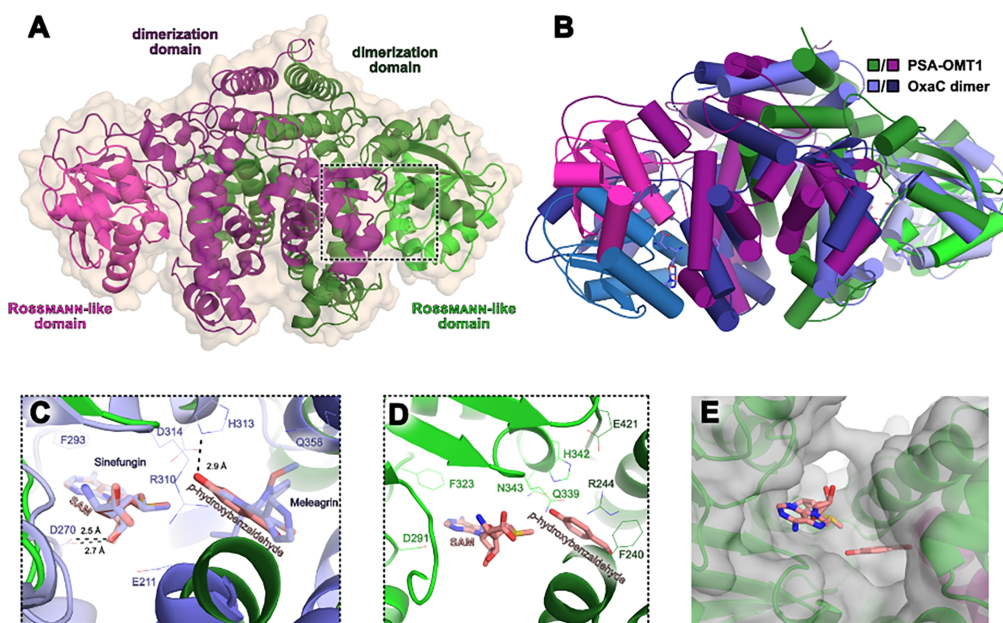 A
dimerization
domain
dimerization
domain
ROSSMANN-like
domain
ROSSMANN-like
domain
B
PSA-OMT1
OxaC dimer
C
F293
D314
H313
Q358
Sinefungin
2.9 Å
R310
SAM
Meleagrin
p-hydroxybenzaldehyde
D270
2.5 Å
2.7 Å
E211
D
E421
H342
F323
N343
Q339
R244
SAM
p-hydroxybenzaldehyde
D291
F240
E